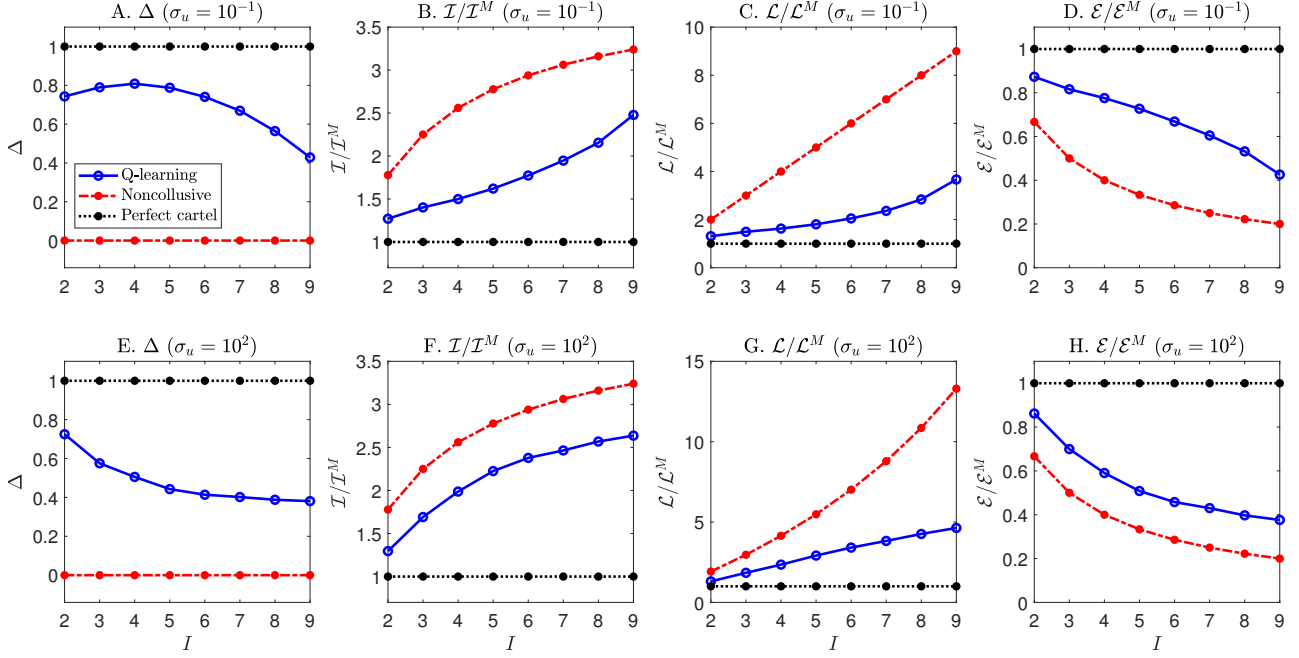 A. Δ (σ_u = 10^{-1})
1
0.8
0.6
0.4
0.2
0
Δ
Q-learning
Noncollusive
Perfect cartel
2 3 4 5 6 7 8 9
B. 𝓘/𝓘^M (σ_u = 10^{-1})
3.5
3
2.5
2
1.5
1
𝓘/𝓘^M
2 3 4 5 6 7 8 9
C. 𝓛/𝓛^M (σ_u = 10^{-1})
10
8
6
4
2
0
𝓛/𝓛^M
2 3 4 5 6 7 8 9
D. 𝓔/𝓔^M (σ_u = 10^{-1})
1
0.8
0.6
0.4
0.2
0
𝓔/𝓔^M
2 3 4 5 6 7 8 9
E. Δ (σ_u = 10^2)
1
0.8
0.6
0.4
0.2
0
Δ
2 3 4 5 6 7 8 9
I
F. 𝓘/𝓘^M (σ_u = 10^2)
3.5
3
2.5
2
1.5
1
𝓘/𝓘^M
2 3 4 5 6 7 8 9
I
G. 𝓛/𝓛^M (σ_u = 10^2)
15
10
5
0
𝓛/𝓛^M
2 3 4 5 6 7 8 9
I
H. 𝓔/𝓔^M (σ_u = 10^2)
1
0.8
0.6
0.4
0.2
0
𝓔/𝓔^M
2 3 4 5 6 7 8 9
I